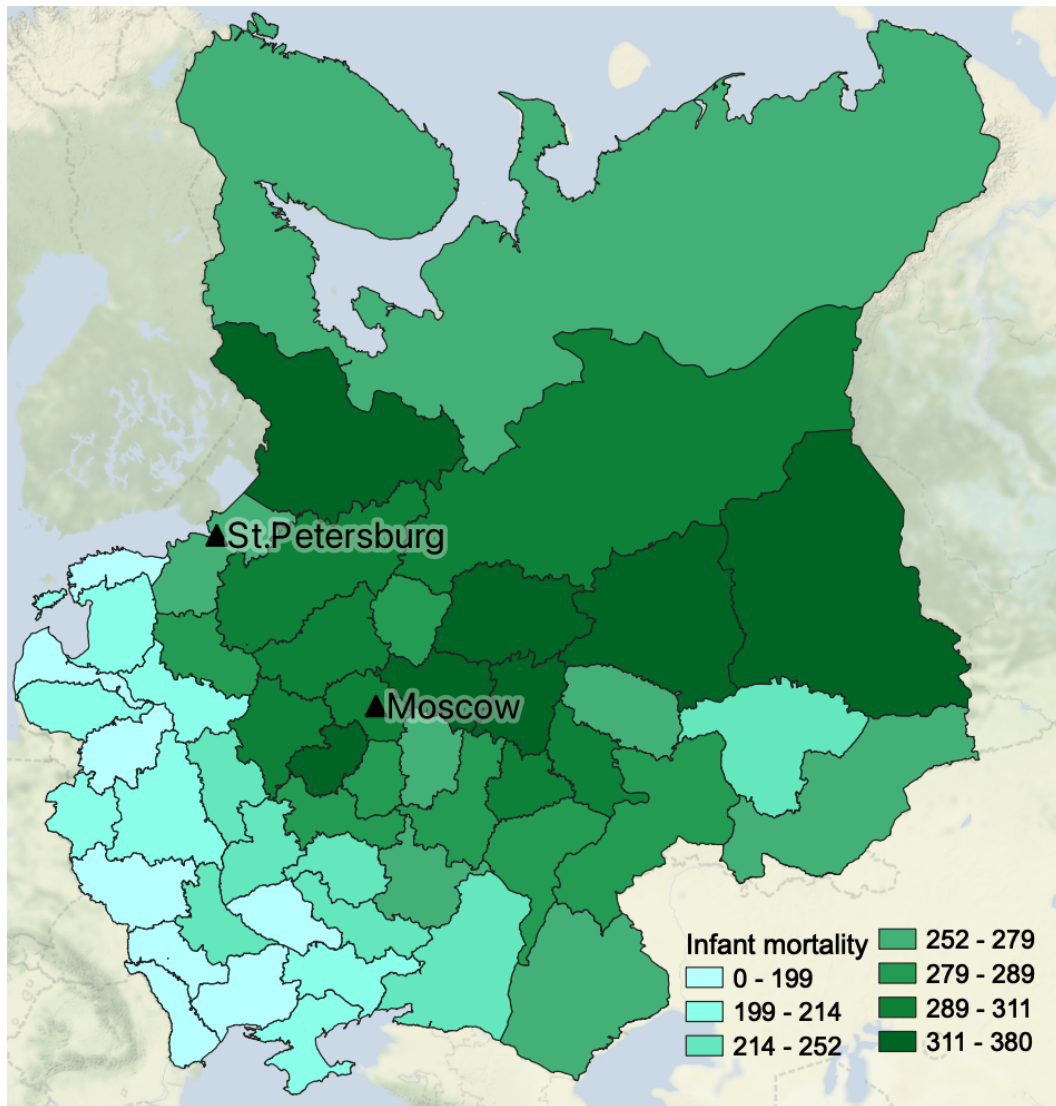 St.Petersburg
Moscow
Infant mortality
0 - 199
199 - 214
214 - 252
252 - 279
279 - 289
289 - 311
311 - 380